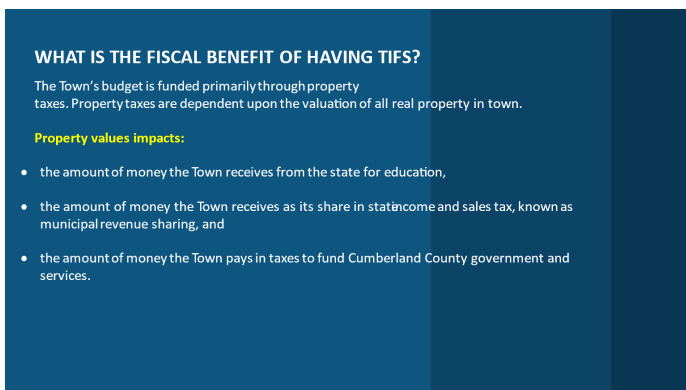 WHAT IS THE FISCAL BENEFIT OF HAVING TIFS?
The Town's budget is funded primarily through property
taxes. Property taxes are dependent upon the valuation of all real property in town.
Property values impacts:
• the amount of money the Town receives from the state for education,
• the amount of money the Town receives as its share in state income and sales tax, known as
municipal revenue sharing, and
• the amount of money the Town pays in taxes to fund Cumberland County government and
services.